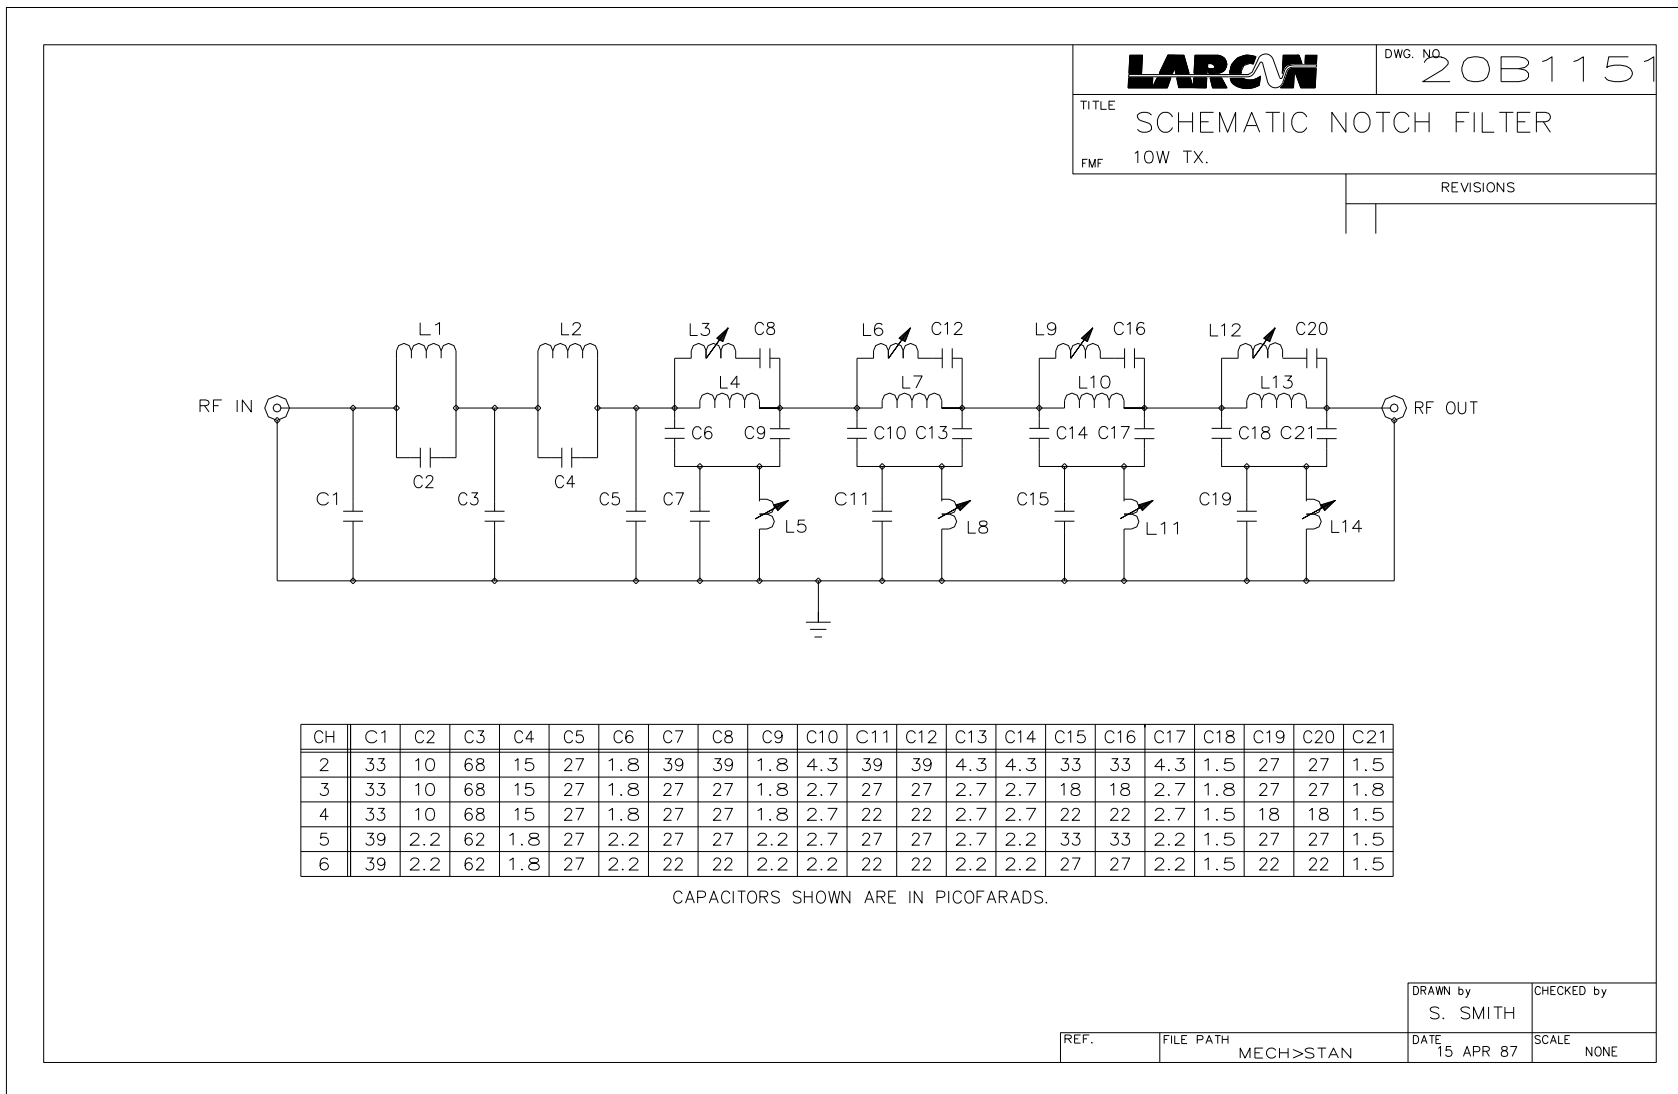 LARCAN
DWG. NO. 20B1151
TITLE SCHEMATIC NOTCH FILTER
FMF 10W TX.
REVISIONS
L1 L2 L3 C8 L6 C12 L9 C16 L12 C20
L4 L7 L10 L13
RF IN RF OUT
C6 C9 C10 C13 C14 C17 C18 C21
C2 C4
C1 C3 C5 C7 C11 C15 C19
L5 L8 L11 L14
CH C1 C2 C3 C4 C5 C6 C7 C8 C9 C10 C11 C12 C13 C14 C15 C16 C17 C18 C19 C20 C21
2 33 10 68 15 27 1.8 39 39 1.8 4.3 39 39 4.3 4.3 33 33 4.3 1.5 27 27 1.5
3 33 10 68 15 27 1.8 27 27 1.8 2.7 27 27 2.7 2.7 18 18 2.7 1.8 27 27 1.8
4 33 10 68 15 27 1.8 27 27 1.8 2.7 22 22 2.7 2.7 22 22 2.7 1.5 18 18 1.5
5 39 2.2 62 1.8 27 2.2 27 27 2.2 2.7 27 27 2.7 2.2 33 33 2.2 1.5 27 27 1.5
6 39 2.2 62 1.8 27 2.2 22 22 2.2 2.2 22 22 2.2 2.2 27 27 2.2 1.5 22 22 1.5
CAPACITORS SHOWN ARE IN PICOFARADS.
DRAWN by CHECKED by
S. SMITH
REF. FILE PATH DATE SCALE
MECH>STAN 15 APR 87 NONE